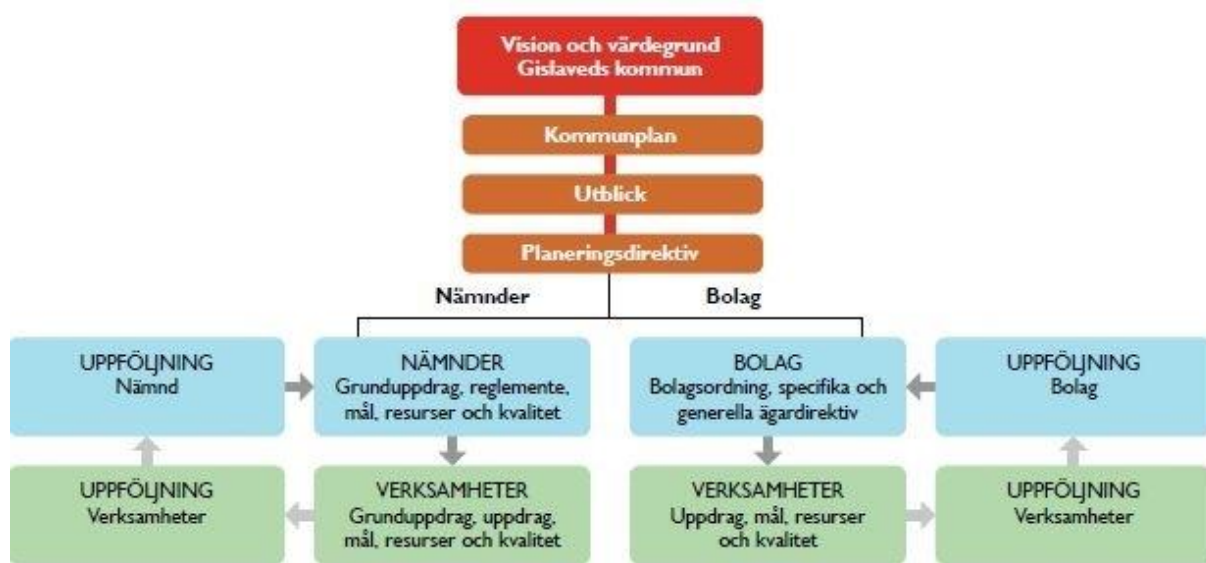 Vision och värdegrund
Gislaveds kommun
Kommunplan
Utblick
Planeringsdirektiv
Nämnder
Bolag
UPPFÖLJNING
Nämnd
NÄMNDER
Grunduppdrag, reglemente,
mål, resurser och kvalitet
BOLAG
Bolagsordning, specifika och
generella ägardirektiv
UPPFÖLJNING
Bolag
UPPFÖLJNING
Verksamheter
VERKSAMHETER
Grunduppdrag, uppdrag,
mål, resurser och kvalitet
VERKSAMHETER
Uppdrag, mål, resurser
och kvalitet
UPPFÖLJNING
Verksamheter